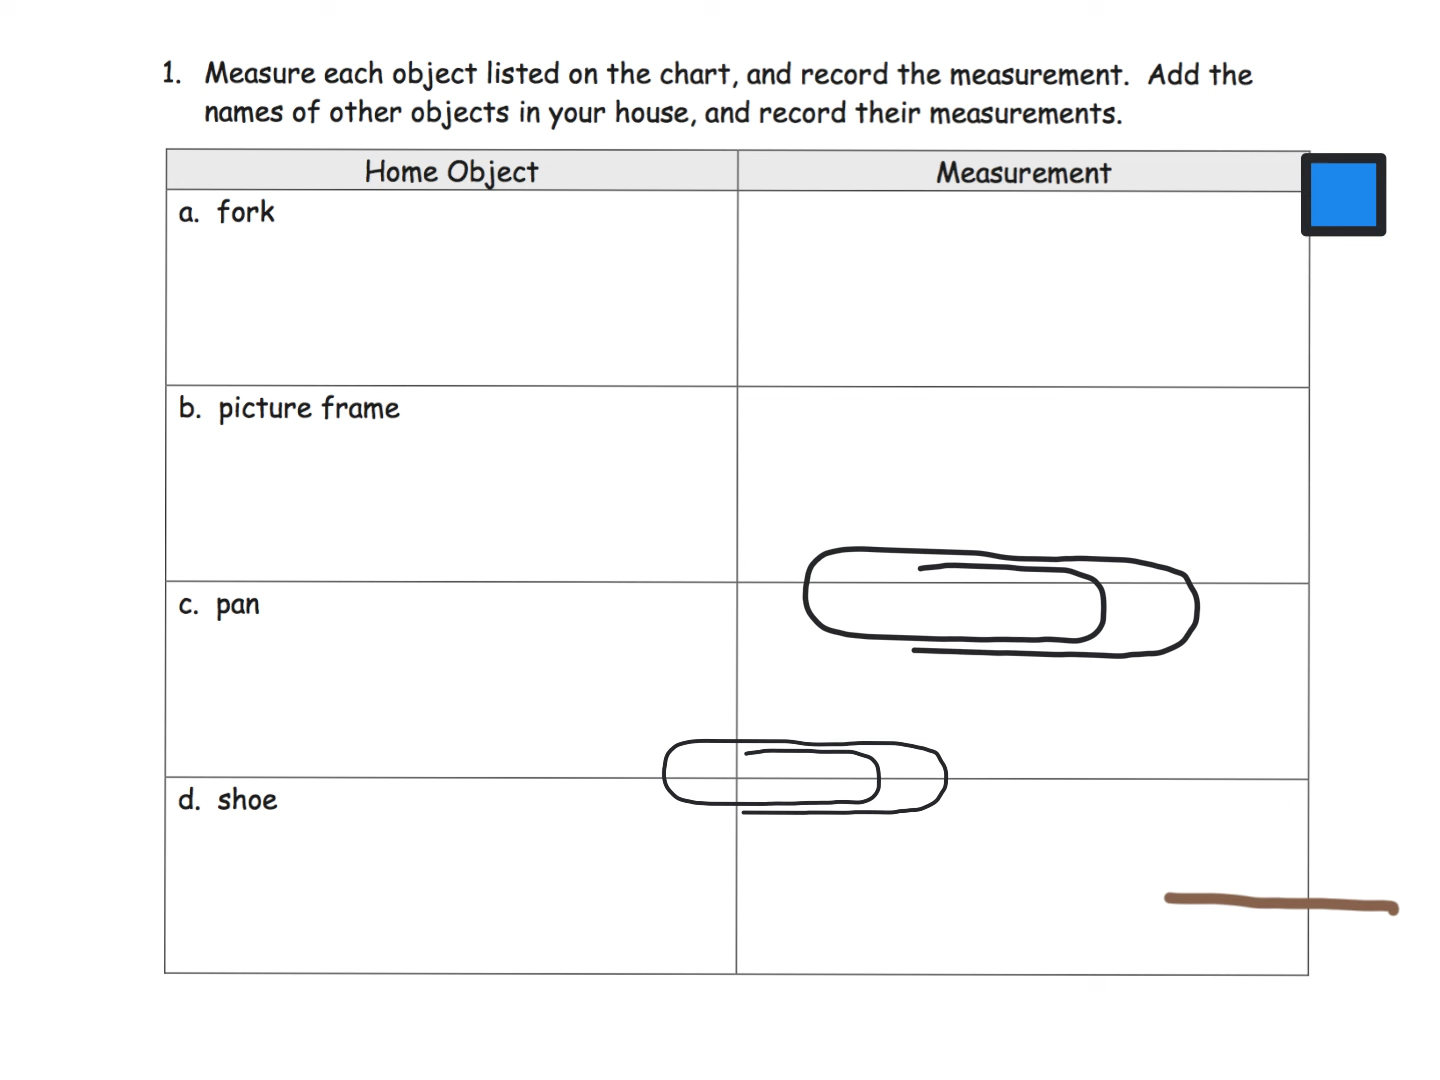 1. Measure each object listed on the chart, and record the measurement. Add the
names of other objects in your house, and record their measurements.
Home Object
Measurement
a. fork
b. picture frame
c. pan
d. shoe